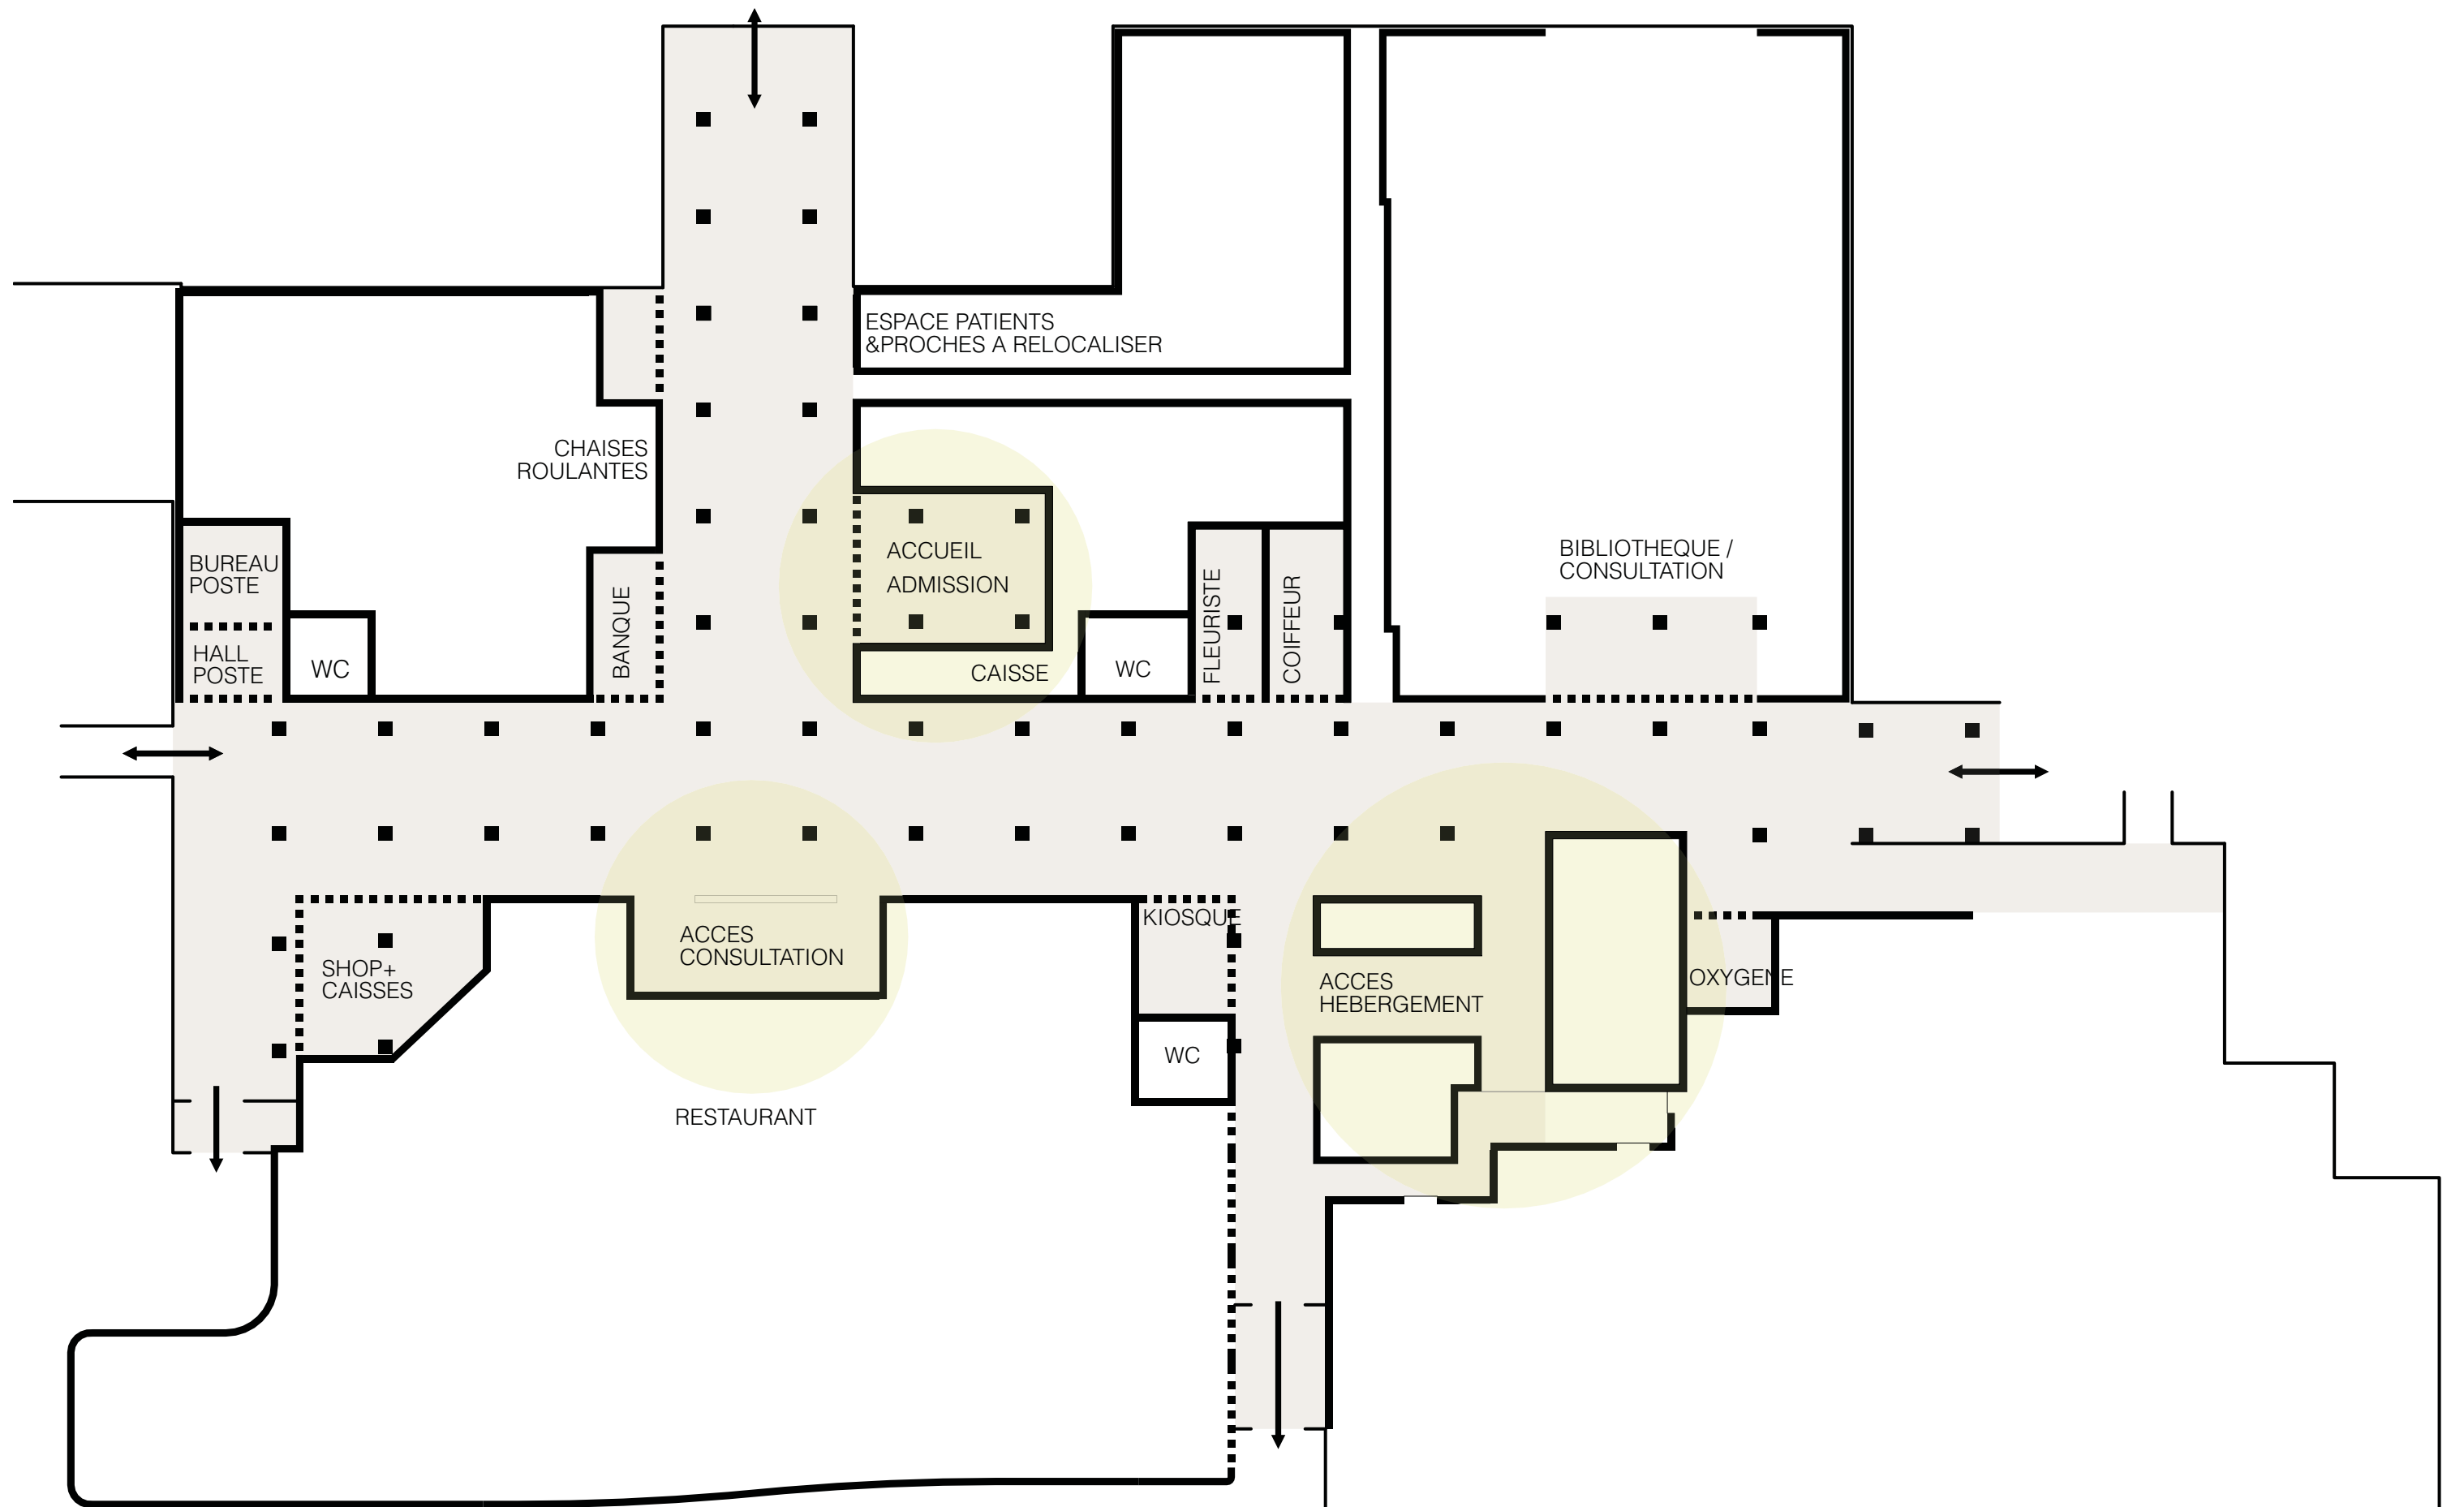 ESPACE PATIENTS
&PROCHES A RELOCALISER
CHAISES
ROULANTES
BUREAU
POSTE
HALL
POSTE
WC
BANQUE
ACCUEIL
ADMISSION
CAISSE
WC
FLEURISTE
COIFFEUR
BIBLIOTHEQUE /
CONSULTATION
SHOP+
CAISSES
ACCES
CONSULTATION
RESTAURANT
KIOSQUE
WC
ACCES
HEBERGEMENT
OXYGENE